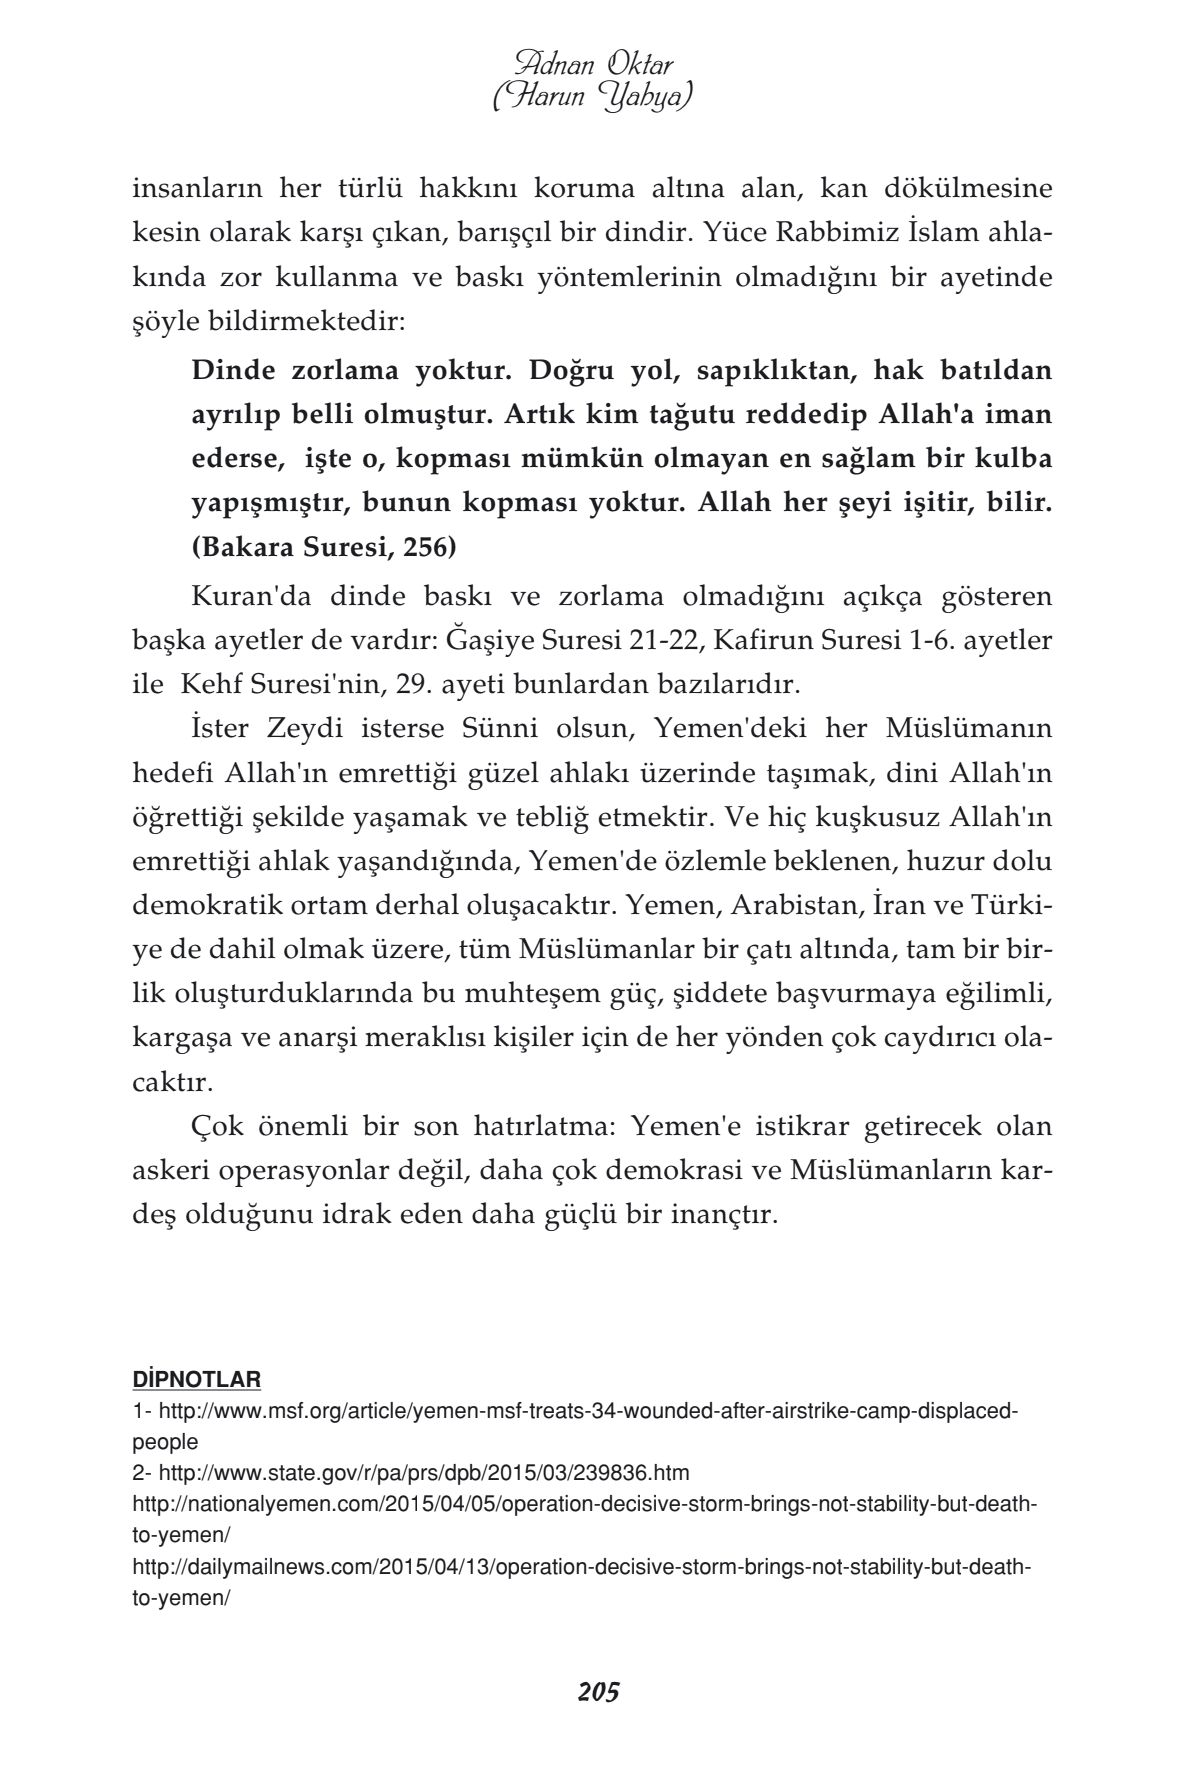 Adnan Oktar
(Harun Yahya)
insanların her türlü hakkını koruma altına alan, kan dökülmesine
kesin olarak karşı çıkan, barışçıl bir dindir. Yüce Rabbimiz İslam ahla-
kında zor kullanma ve baskı yöntemlerinin olmadığını bir ayetinde
şöyle bildirmektedir:
Dinde zorlama yoktur. Doğru yol, sapıklıktan, hak batıldan
ayrılıp belli olmuştur. Artık kim tağutu reddedip Allah'a iman
ederse,  işte o, kopması mümkün olmayan en sağlam bir kulba
yapışmıştır, bunun kopması yoktur. Allah her şeyi işitir, bilir.
(Bakara Suresi, 256)
Kuran'da dinde baskı ve zorlama olmadığını açıkça gösteren
başka ayetler de vardır: Ğaşiye Suresi 21-22, Kafirun Suresi 1-6. ayetler
ile  Kehf Suresi'nin, 29. ayeti bunlardan bazılarıdır.
İster Zeydi isterse Sünni olsun, Yemen'deki her Müslümanın
hedefi Allah'ın emrettiği güzel ahlakı üzerinde taşımak, dini Allah'ın
öğrettiği şekilde yaşamak ve tebliğ etmektir. Ve hiç kuşkusuz Allah'ın
emrettiği ahlak yaşandığında, Yemen'de özlemle beklenen, huzur dolu
demokratik ortam derhal oluşacaktır. Yemen, Arabistan, İran ve Türki-
ye de dahil olmak üzere, tüm Müslümanlar bir çatı altında, tam bir bir-
lik oluşturduklarında bu muhteşem güç, şiddete başvurmaya eğilimli,
kargaşa ve anarşi meraklısı kişiler için de her yönden çok caydırıcı ola-
caktır.
Çok önemli bir son hatırlatma: Yemen'e istikrar getirecek olan
askeri operasyonlar değil, daha çok demokrasi ve Müslümanların kar-
deş olduğunu idrak eden daha güçlü bir inançtır.
DİPNOTLAR
1- http://www.msf.org/article/yemen-msf-treats-34-wounded-after-airstrike-camp-displaced-
people
2- http://www.state.gov/r/pa/prs/dpb/2015/03/239836.htm
http://nationalyemen.com/2015/04/05/operation-decisive-storm-brings-not-stability-but-death-
to-yemen/
http://dailymailnews.com/2015/04/13/operation-decisive-storm-brings-not-stability-but-death-
to-yemen/
205